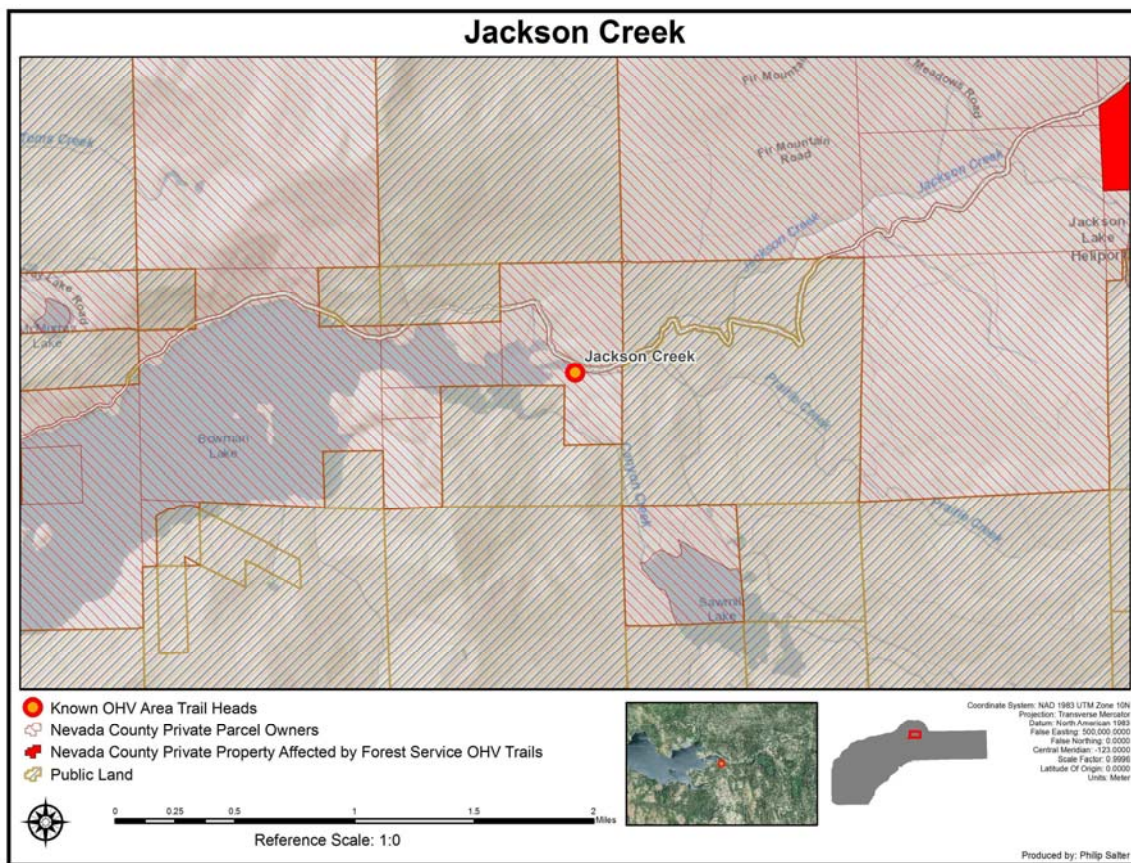 Jackson Creek
Fir Mountain
Meadows Road
Toms Creek
Fir Mountain
Road
Jackson Creek
Jackson
Lake
Heliport
Jackson Creek
Lake Road
Lake
Jackson Creek
Prairie Creek
Bowman
Lake
Canyon Creek
Prairie Creek
Sawmill
Lake
Known OHV Area Trail Heads
Nevada County Private Parcel Owners
Nevada County Private Property Affected by Forest Service OHV Trails
Public Land
0 0.25 0.5 1 1.5 2
Miles
Reference Scale: 1:0
Coordinate System: NAD 1983 UTM Zone 10N
Projection: Transverse Mercator
Datum: North American 1983
False Easting: 500,000.0000
False Northing: 0.0000
Central Meridian: -123.0000
Scale Factor: 0.9996
Latitude Of Origin: 0.0000
Units: Meter
Produced by: Philip Salter